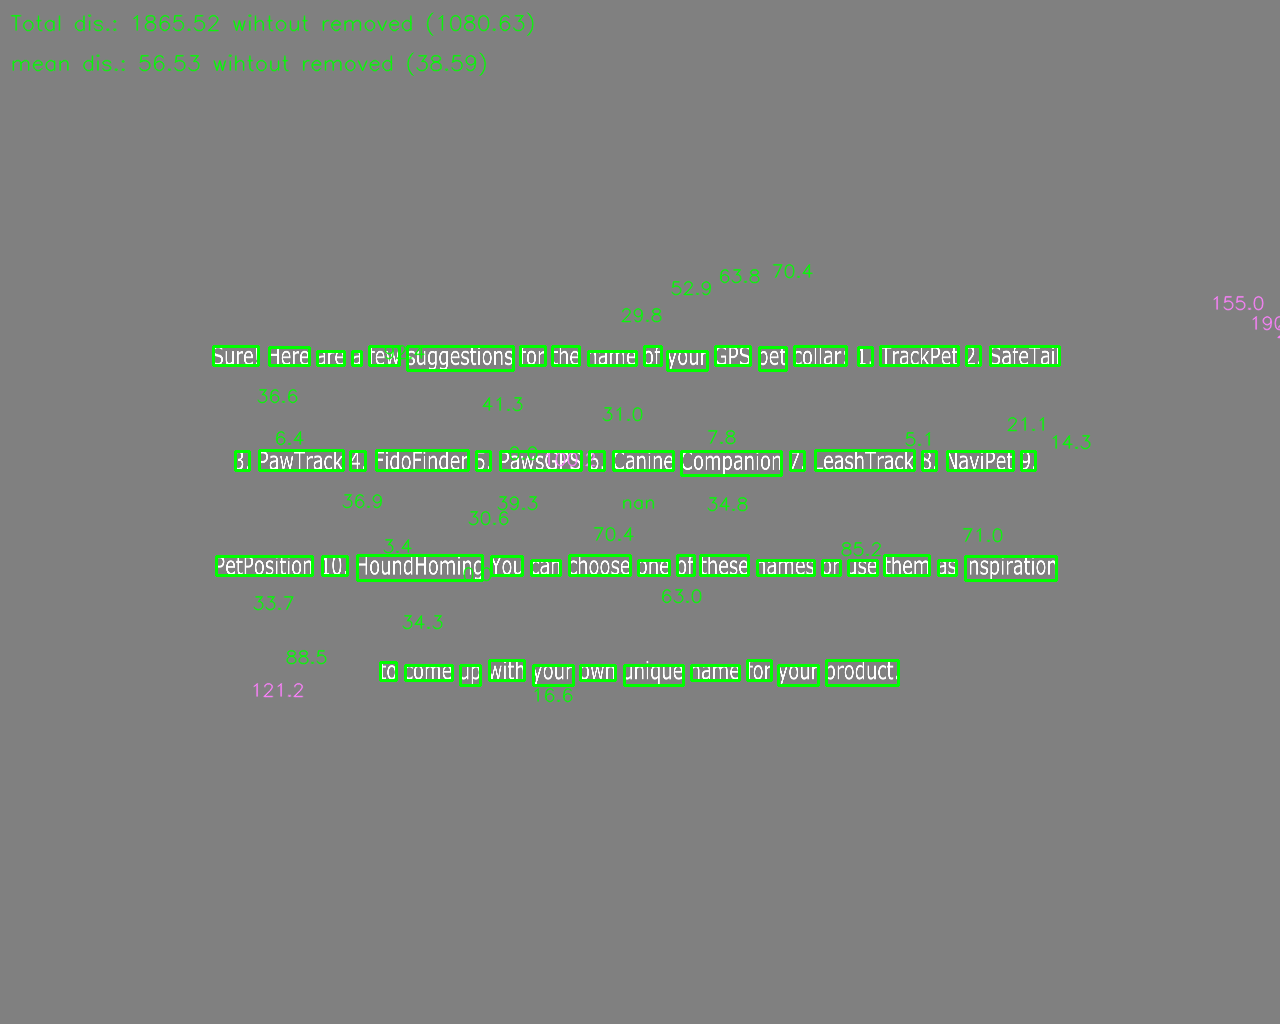 Total dis.: 1865.52 wihtout removed (1080.63)
mean dis.: 56.53 wihtout removed (38.59)
70.4
63.8
52.9
155.0
29.8
Sure! Here are a few suggestions for the name of your GPS pet collar: 1. TrackPet 2. SafeTail
36.6 41.3 31.0
21.1
6.4 7.8 5.1 14.3
3. PawTrack 4. FidoFinder 5. PawsGPS 6. Canine Companion 7. LeashTrack 8. NaviPet 9.
36.9 39.3 nan 34.8
30.6
70.4 71.0
3.4 85.2
PetPosition 10. HoundHoming You can choose one of these names or use them as inspiration
33.7 63.0
34.3
88.5
to come up with your own unique name for your product.
121.2 16.6